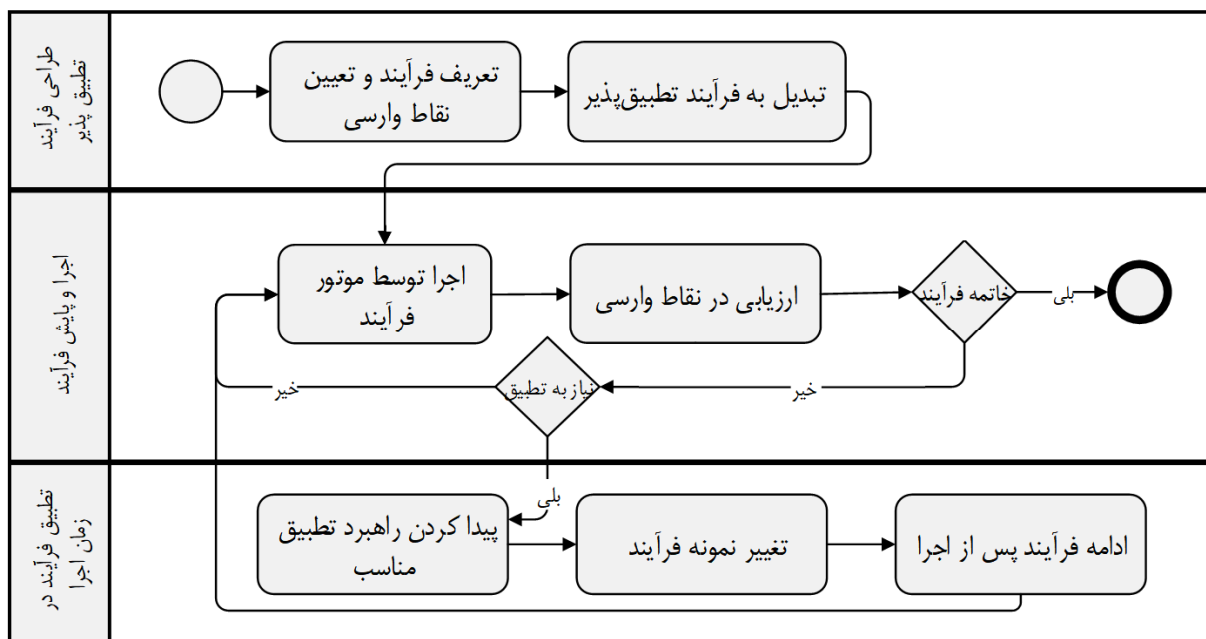 طراحی فرآیند
تطبیق پذیر
تعریف فرآیند و تعیین
نقاط وارسی
تبدیل به فرآیند تطبیق‌پذیر
اجرا و پایش فرآیند
اجرا توسط موتور
فرآیند
ارزیابی در نقاط وارسی
خاتمه فرآیند
بلی
خیر
نیاز به تطبیق
خیر
بلی
تطبیق فرآیند در
زمان اجرا
پیدا کردن راهبرد تطبیق
مناسب
تغییر نمونه فرآیند
ادامه فرآیند پس از اجرا